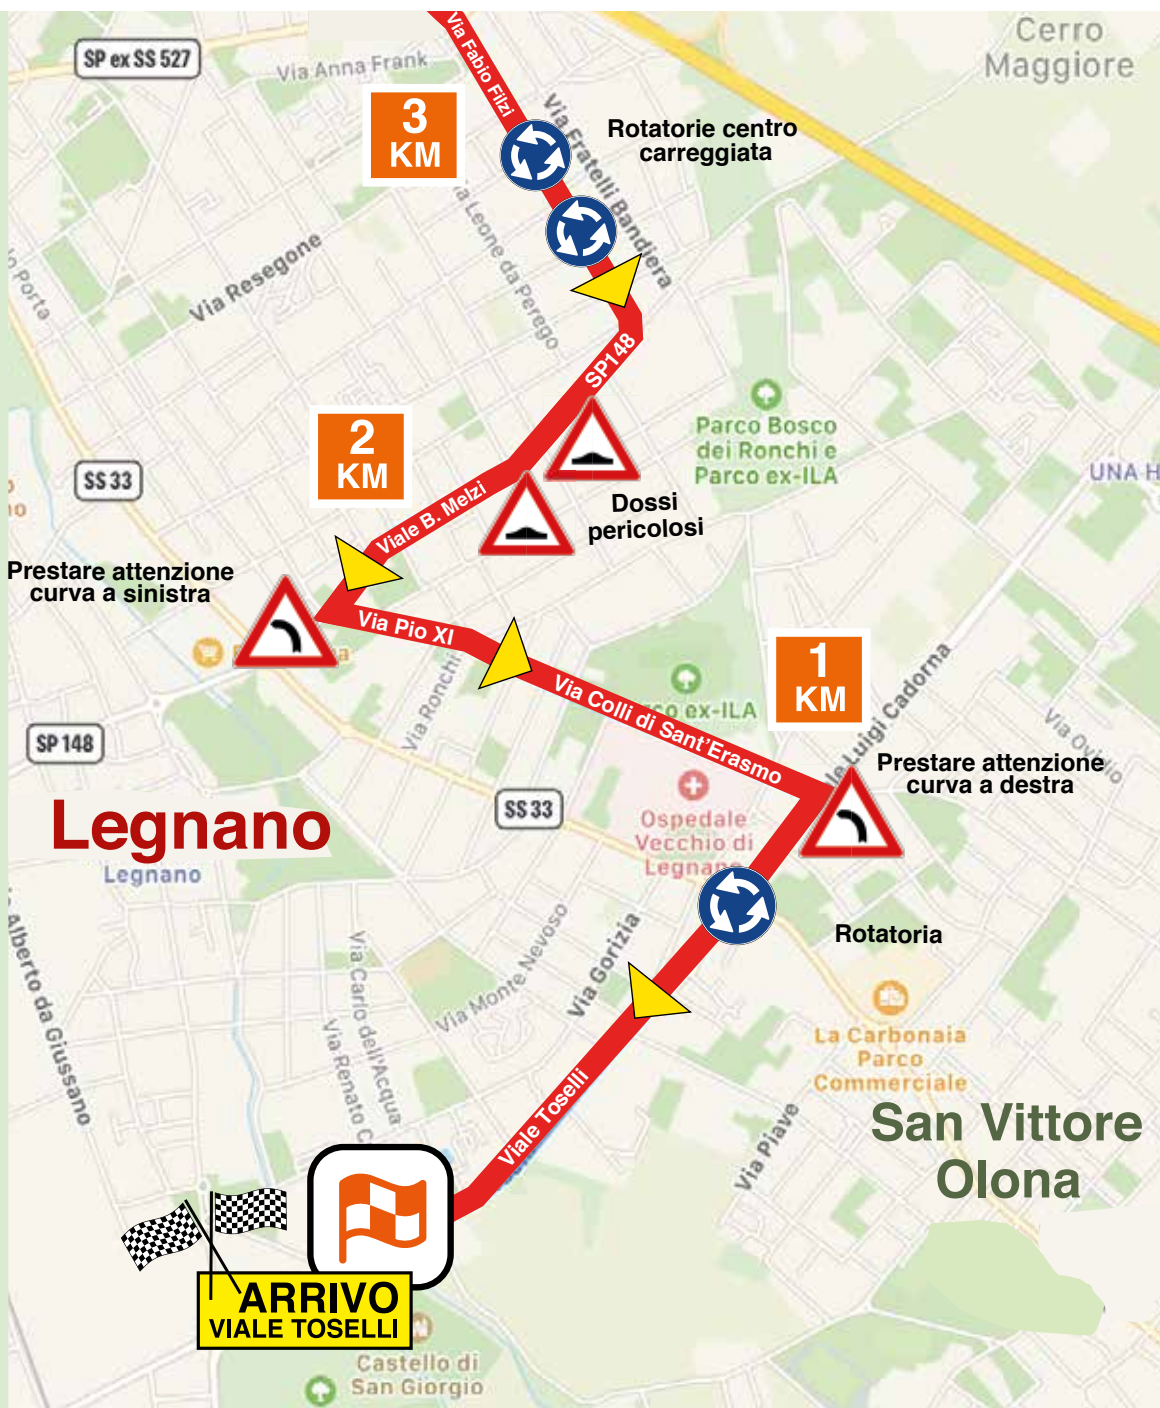 Cerro
Maggiore
SP ex SS 527
Via Anna Frank
Via Fabio Filzi
3
KM
Via Fratelli Bandiera
Rotatorie centro
carreggiata
Via Leone da Perego
Via Resegone
Porta
SP148
2
KM
Parco Bosco
dei Ronchi e
Parco ex-ILA
UNA H
SS 33
Viale B. Melzi
Dossi
pericolosi
Prestare attenzione
curva a sinistra
Via Pio XI
Via Ronchi
Via Colli di Sant'Erasmo
ex-ILA
1
KM
Luigi Cadorna
Via Ovidio
SP 148
Prestare attenzione
curva a destra
SS 33
Legnano
Legnano
Ospedale
Vecchio di
Legnano
Rotatoria
Alberto da Giussano
Via Carlo dell'Acqua
Via Renato C
Via Monte Nevoso
Via Gorizia
La Carbonaia
Parco
Commerciale
Viale Toselli
Via Piave
San Vittore
Olona
ARRIVO
VIALE TOSELLI
Castello di
San Giorgio